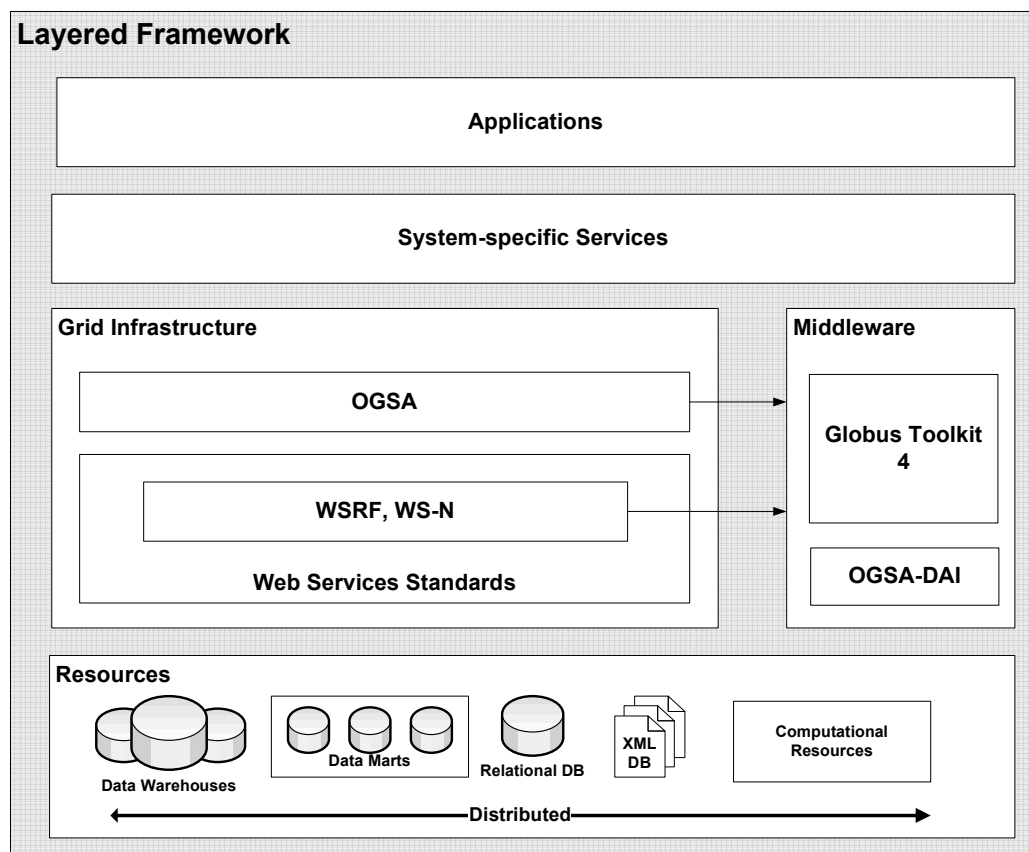 Layered Framework
Applications
System-specific Services
Grid Infrastructure
OGSA
WSRF, WS-N
Web Services Standards
Middleware
Globus Toolkit
4
OGSA-DAI
Resources
Data Warehouses
Data Marts
Relational DB
XML
DB
Computational
Resources
Distributed